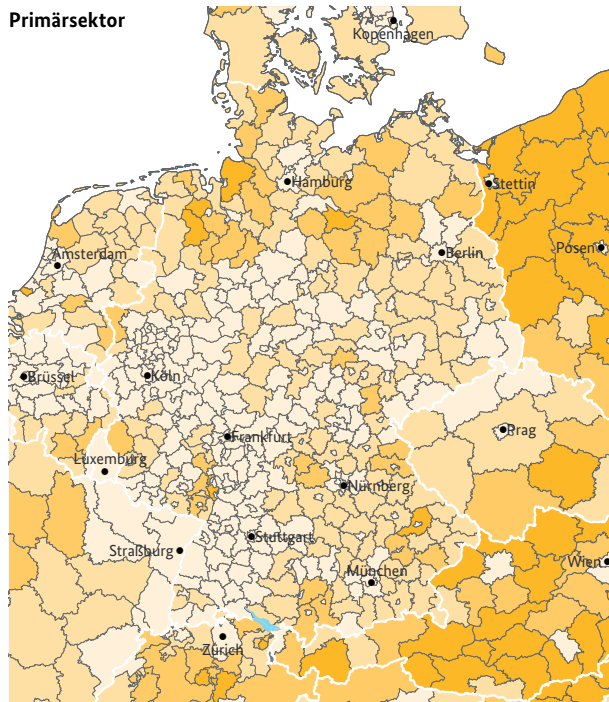 Primärsektor
Kopenhagen
Hamburg
Stettin
Amsterdam
Berlin
Posen
Brüssel
Köln
Frankfurt
Prag
Luxemburg
Nürnberg
Stuttgart
Straßburg
München
Wien
Zürich